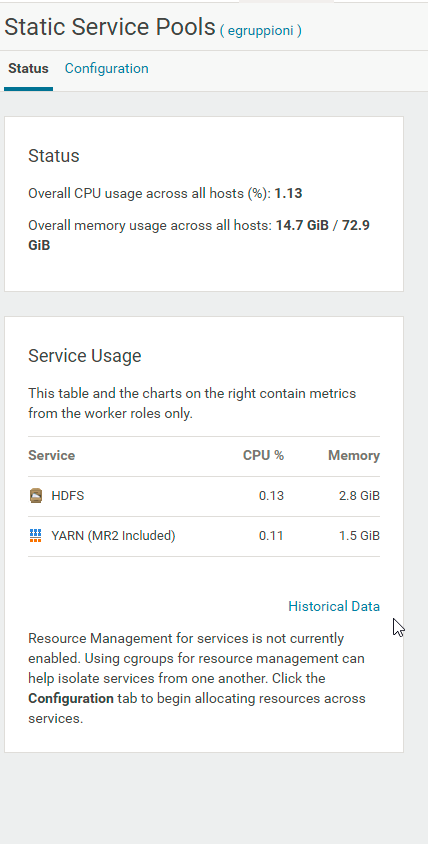 Static Service Pools ( egruppioni )
Status Configuration
Status
Overall CPU usage across all hosts (%): 1.13
Overall memory usage across all hosts: 14.7 GiB / 72.9
GiB
Service Usage
This table and the charts on the right contain metrics
from the worker roles only.
Service CPU % Memory
HDFS 0.13 2.8 GiB
YARN (MR2 Included) 0.11 1.5 GiB
Historical Data
Resource Management for services is not currently
enabled. Using cgroups for resource management can
help isolate services from one another. Click the
Configuration tab to begin allocating resources across
services.